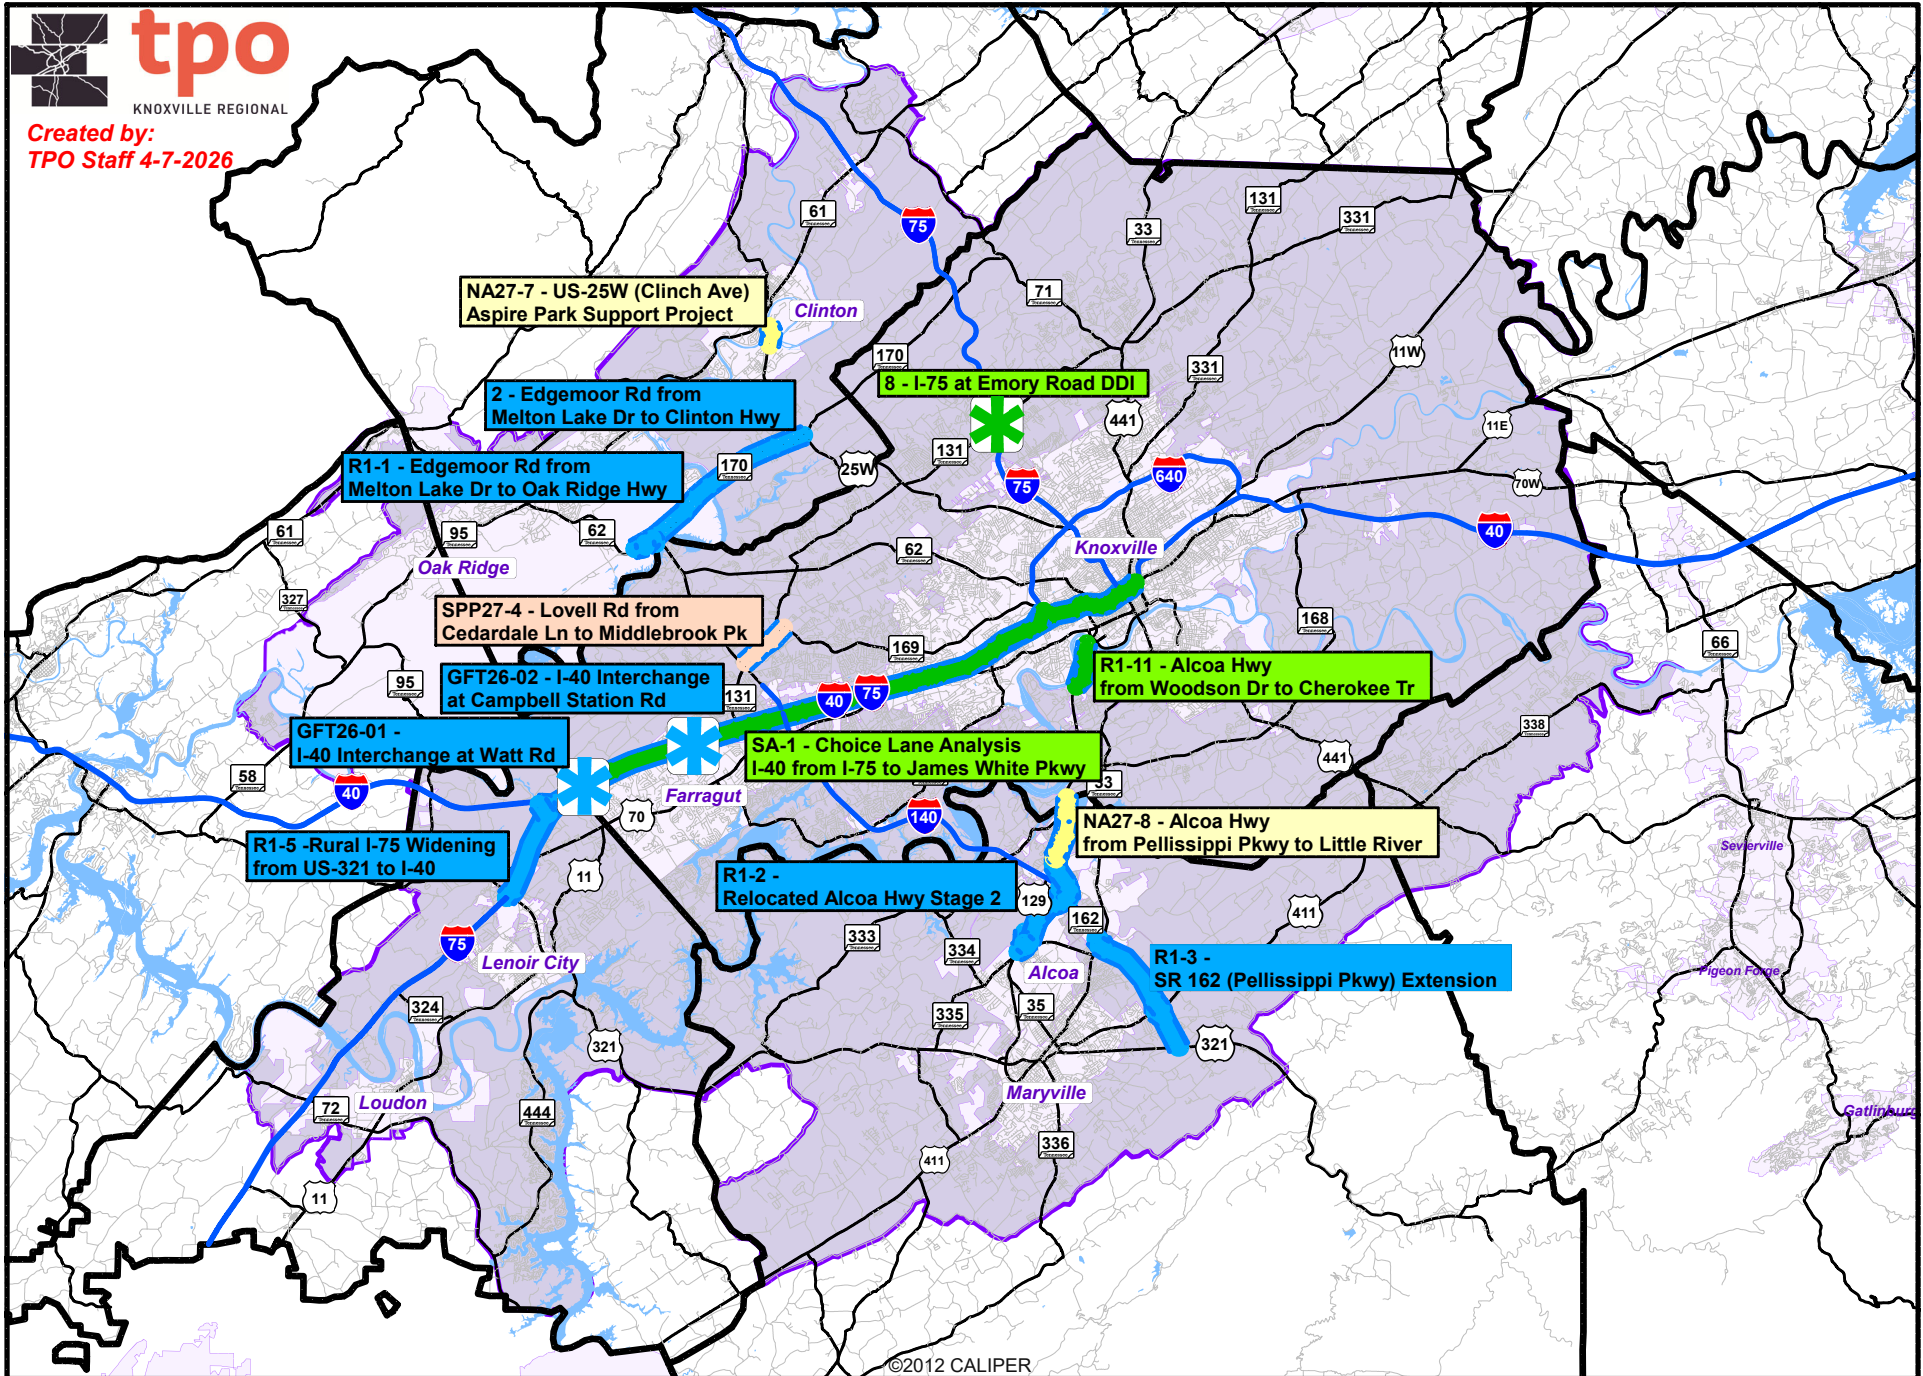 tpo
KNOXVILLE REGIONAL
Created by:
TPO Staff 4-7-2026
61
75
33
131
331
71
NA27-7 - US-25W (Clinch Ave)
Aspire Park Support Project
Clinton
170
331
11W
8 - I-75 at Emory Road DDI
2 - Edgemoor Rd from
Melton Lake Dr to Clinton Hwy
441
11E
131
R1-1 - Edgemoor Rd from
Melton Lake Dr to Oak Ridge Hwy
170
25W
75
640
70W
61
95
62
40
62
Knoxville
Oak Ridge
327
SPP27-4 - Lovell Rd from
Cedardale Ln to Middlebrook Pk
169
168
66
95
GFT26-02 - I-40 Interchange
at Campbell Station Rd
131
40
75
R1-11 - Alcoa Hwy
from Woodson Dr to Cherokee Tr
338
GFT26-01 -
I-40 Interchange at Watt Rd
SA-1 - Choice Lane Analysis
I-40 from I-75 to James White Pkwy
441
58
40
33
Farragut
70
140
NA27-8 - Alcoa Hwy
from Pellissippi Pkwy to Little River
Sevierville
R1-5 -Rural I-75 Widening
from US-321 to I-40
11
R1-2 -
Relocated Alcoa Hwy Stage 2
129
162
411
75
333
334
Lenoir City
Alcoa
R1-3 -
SR 162 (Pellissippi Pkwy) Extension
Pigeon Forge
324
335
35
321
321
Maryville
72
Loudon
444
Gatlinburg
336
411
11
©2012 CALIPER